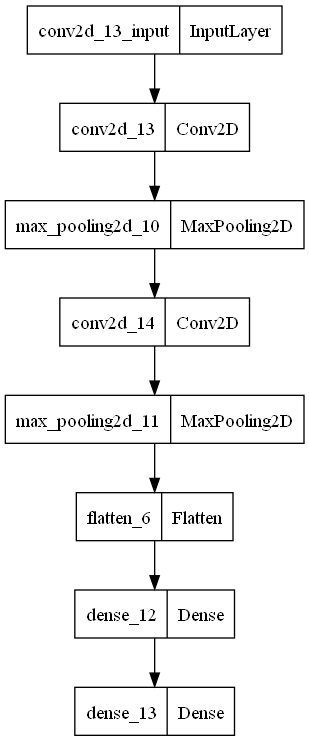 conv2d_13_input InputLayer
conv2d_13 Conv2D
max_pooling2d_10 MaxPooling2D
conv2d_14 Conv2D
max_pooling2d_11 MaxPooling2D
flatten_6 Flatten
dense_12 Dense
dense_13 Dense